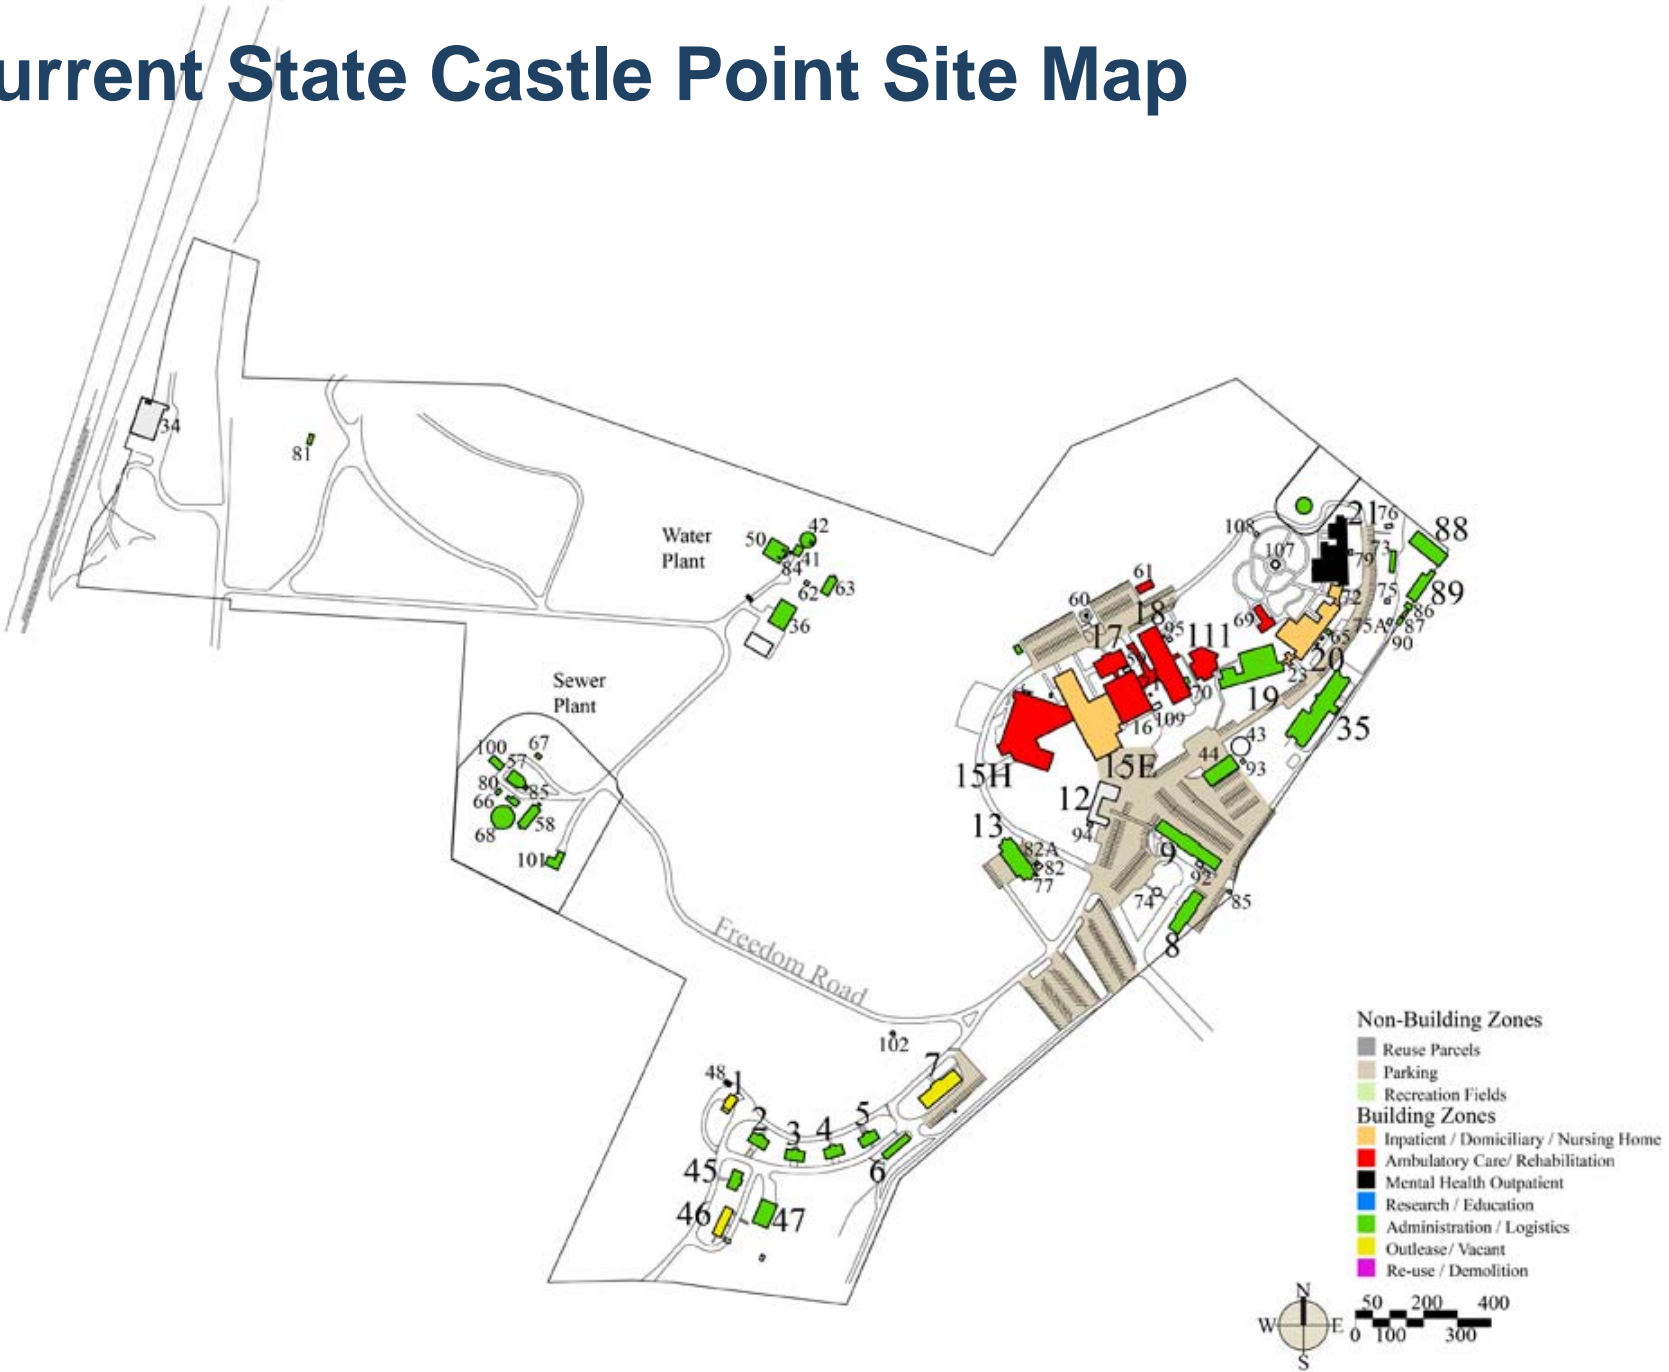 urrent State Castle Point Site Map
34
81
Water
Plant
50
42
41
84
62
63
36
Sewer
Plant
100
67
57
80
85
66
68
58
101
Freedom Road
102
108
107
21
76
73
79
88
75
89
72
86
87
75A
90
65
20
23
69
61
60
18
95
17
111
70
19
16
109
35
15H
15E
43
44
93
12
94
13
82A
82
77
9
92
74
85
8
7
48
1
2
3
4
5
6
45
46
47
Non-Building Zones
Reuse Parcels
Parking
Recreation Fields
Building Zones
Inpatient / Domiciliary / Nursing Home
Ambulatory Care/ Rehabilitation
Mental Health Outpatient
Research / Education
Administration / Logistics
Outlease/ Vacant
Re-use / Demolition
N
W E
S
50 200 400
0 100 300